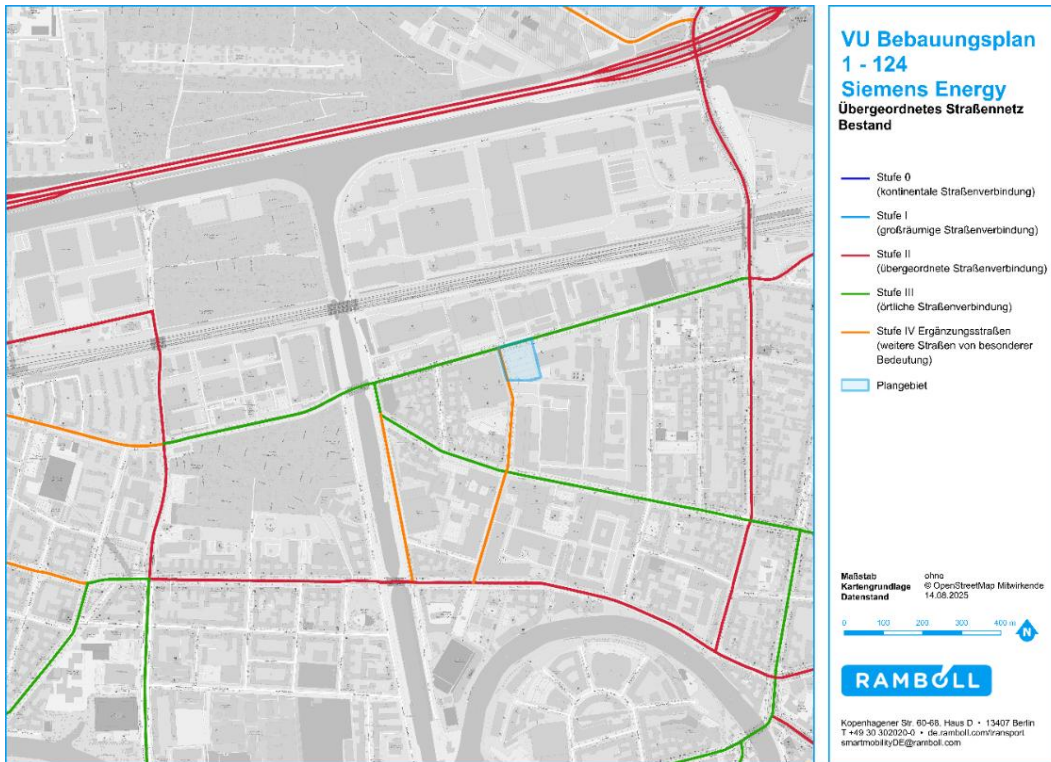 VU Bebauungsplan
1 - 124
Siemens Energy
Übergeordnetes Straßennetz
Bestand
Stufe 0
(kontinentale Straßenverbindung)
Stufe I
(großräumige Straßenverbindung)
Stufe II
(übergeordnete Straßenverbindung)
Stufe III
(örtliche Straßenverbindung)
Stufe IV Ergänzungsstraßen
(weitere Straßen von besonderer
Bedeutung)
Plangebiet
Maßstab ohne
Kartengrundlage © OpenStreetMap Mitwirkende
Datenstand 14.08.2025
0 100 200 300 400 m
N
RAMBOLL
Kopenhagener Str. 60-68, Haus D • 13407 Berlin
T +49 30 302020-0 • de.ramboll.com/transport
smartmobilityDE@ramboll.com